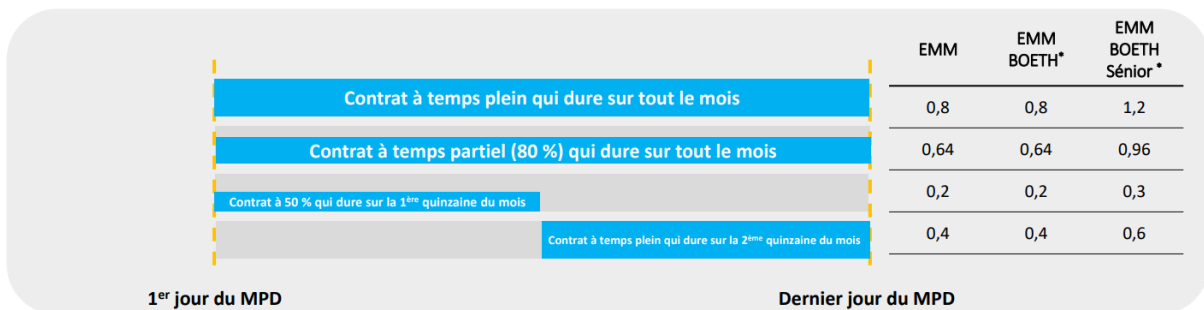 EMM
EMM
BOETH*
EMM
BOETH
Sénior *
Contrat à temps plein qui dure sur tout le mois
0,8 0,8 1,2
Contrat à temps partiel (80 %) qui dure sur tout le mois
0,64 0,64 0,96
Contrat à 50 % qui dure sur la 1ère quinzaine du mois
0,2 0,2 0,3
Contrat à temps plein qui dure sur la 2ème quinzaine du mois
0,4 0,4 0,6
1er jour du MPD
Dernier jour du MPD